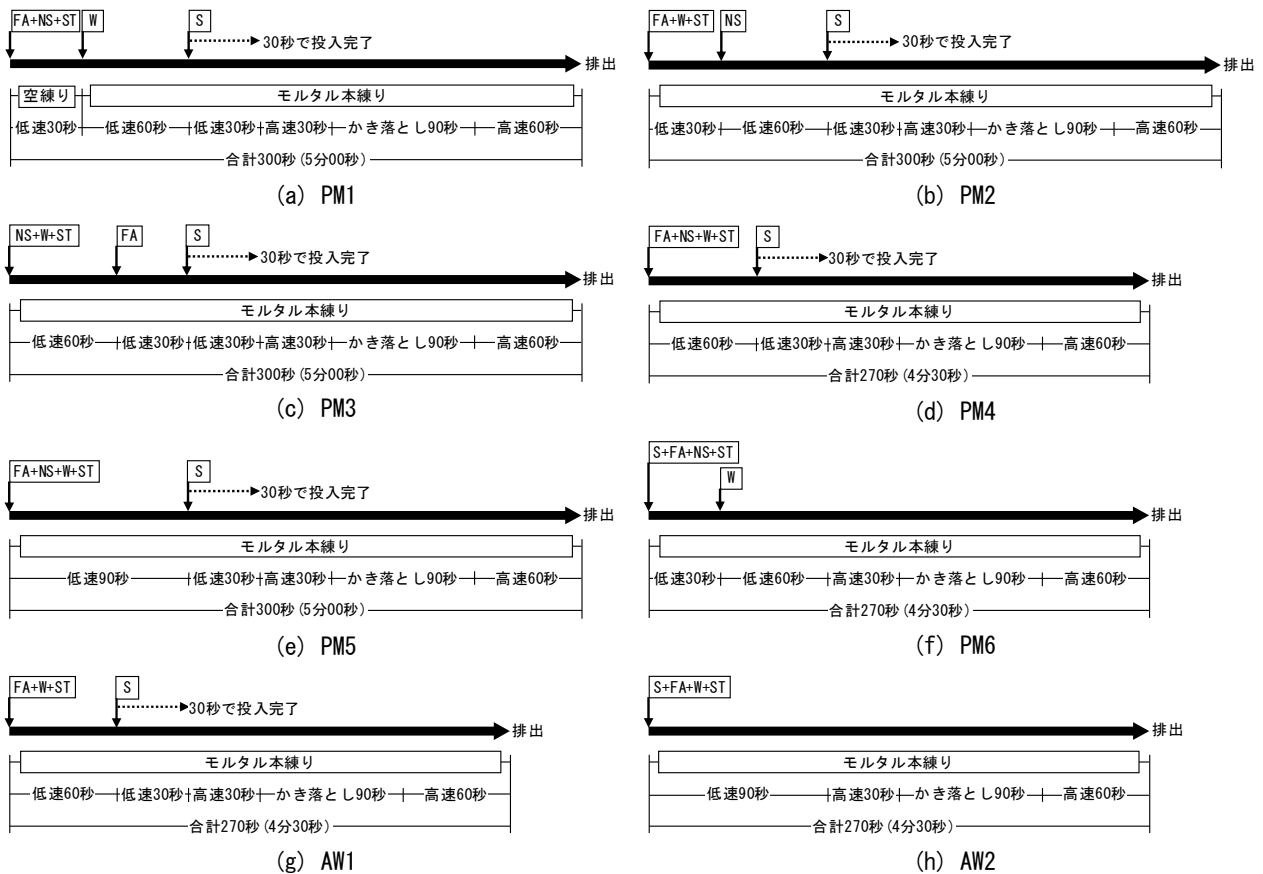 FA+NS+ST W S
30秒で投入完了
排出
空練り モルタル本練り
低速30秒 低速60秒 低速30秒 高速30秒 かき落とし90秒 高速60秒
合計300秒(5分00秒)
(a) PM1
FA+W+ST NS S
30秒で投入完了
排出
モルタル本練り
低速30秒 低速60秒 低速30秒 高速30秒 かき落とし90秒 高速60秒
合計300秒(5分00秒)
(b) PM2
NS+W+ST FA S
30秒で投入完了
排出
モルタル本練り
低速60秒 低速30秒 低速30秒 高速30秒 かき落とし90秒 高速60秒
合計300秒(5分00秒)
(c) PM3
FA+NS+W+ST S
30秒で投入完了
排出
モルタル本練り
低速60秒 低速30秒 高速30秒 かき落とし90秒 高速60秒
合計270秒(4分30秒)
(d) PM4
FA+NS+W+ST S
30秒で投入完了
排出
モルタル本練り
低速90秒 低速30秒 高速30秒 かき落とし90秒 高速60秒
合計300秒(5分00秒)
(e) PM5
S+FA+NS+ST
W
排出
モルタル本練り
低速30秒 低速60秒 高速30秒 かき落とし90秒 高速60秒
合計270秒(4分30秒)
(f) PM6
FA+W+ST S
30秒で投入完了
排出
モルタル本練り
低速60秒 低速30秒 高速30秒 かき落とし90秒 高速60秒
合計270秒(4分30秒)
(g) AW1
S+FA+W+ST
排出
モルタル本練り
低速90秒 高速30秒 かき落とし90秒 高速60秒
合計270秒(4分30秒)
(h) AW2